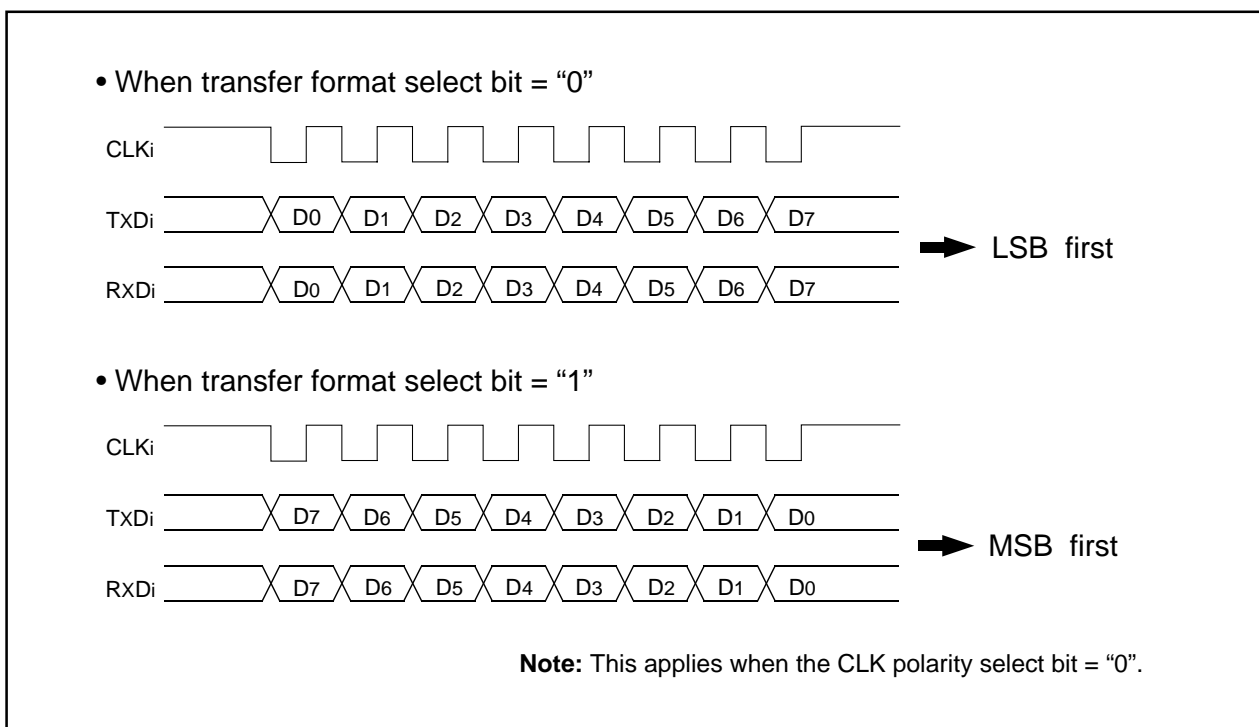 • When transfer format select bit = “0”
CLKi
TXDi D0 D1 D2 D3 D4 D5 D6 D7
RXDi D0 D1 D2 D3 D4 D5 D6 D7
LSB first
• When transfer format select bit = “1”
CLKi
TXDi D7 D6 D5 D4 D3 D2 D1 D0
RXDi D7 D6 D5 D4 D3 D2 D1 D0
MSB first
Note: This applies when the CLK polarity select bit = “0”.